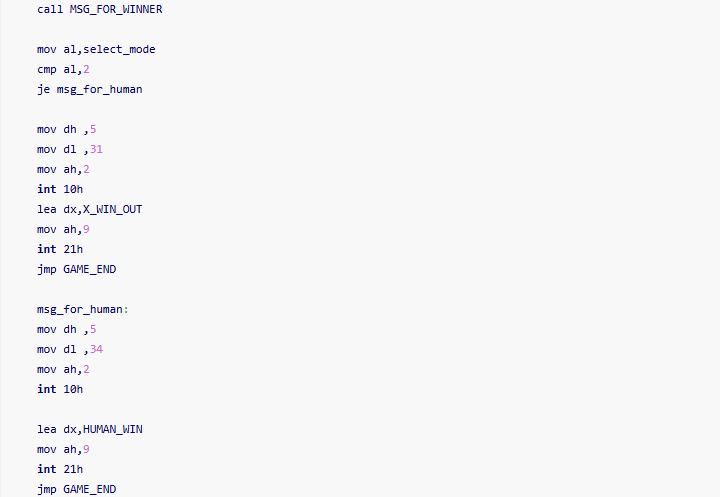 call MSG_FOR_WINNER
mov al,select_mode
cmp al,2
je msg_for_human
mov dh ,5
mov dl ,31
mov ah,2
int 10h
lea dx,X_WIN_OUT
mov ah,9
int 21h
jmp GAME_END
msg_for_human:
mov dh ,5
mov dl ,34
mov ah,2
int 10h
lea dx,HUMAN_WIN
mov ah,9
int 21h
jmp GAME_END